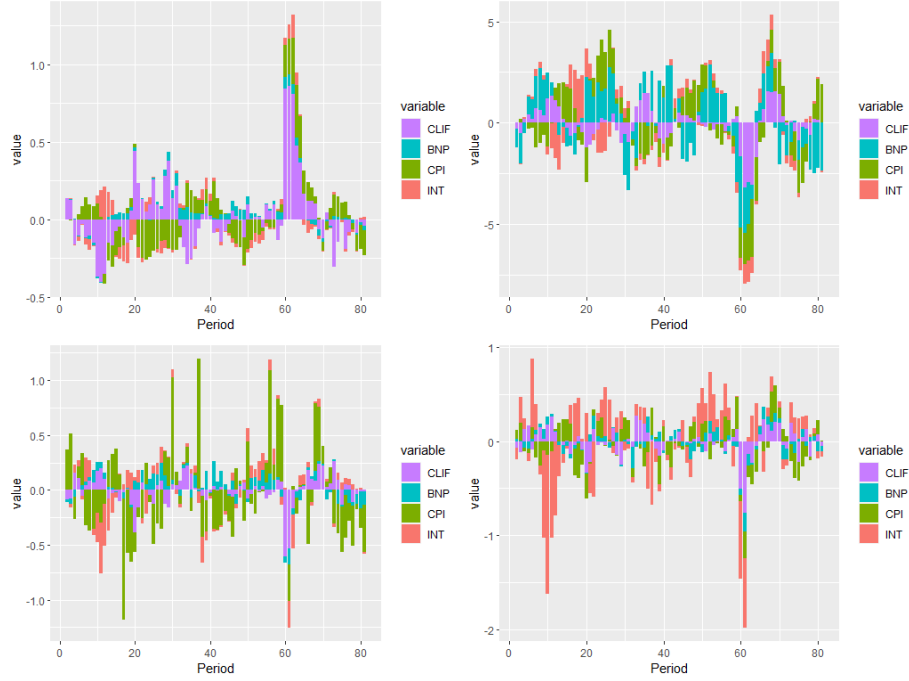 value
1.0
0.5
0.0
-0.5
0 20 40 60 80
Period
variable
CLIF
BNP
CPI
INT
value
5
0
-5
0 20 40 60 80
Period
variable
CLIF
BNP
CPI
INT
value
1.0
0.5
0.0
-0.5
-1.0
0 20 40 60 80
Period
variable
CLIF
BNP
CPI
INT
value
1
0
-1
-2
0 20 40 60 80
Period
variable
CLIF
BNP
CPI
INT